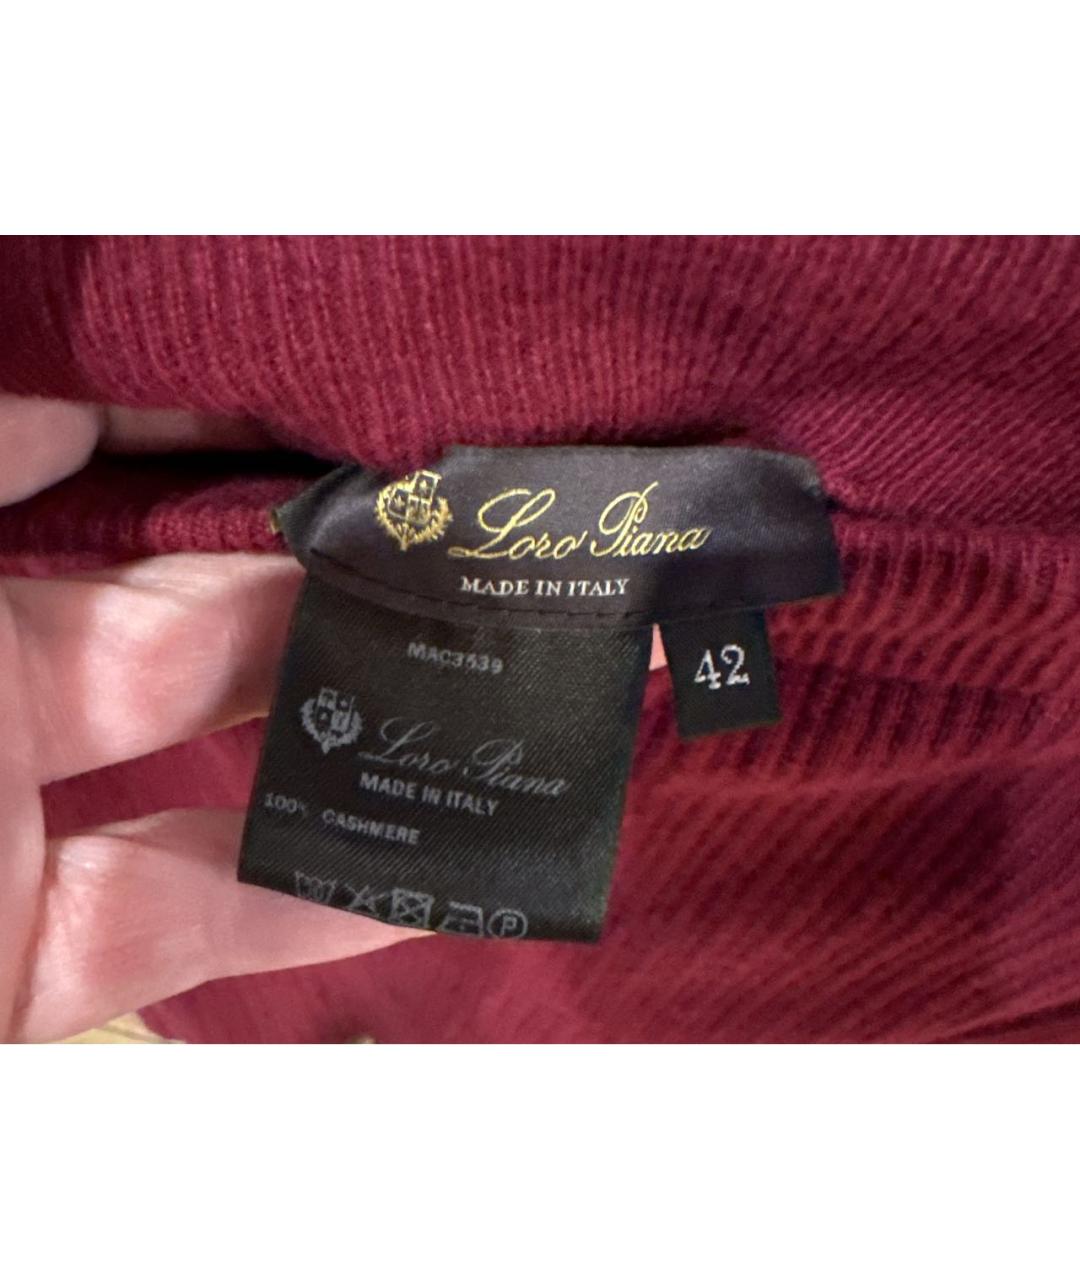 Loro Piana
MADE IN ITALY
42
MAC3539
Loro Piana
MADE IN ITALY
100% CASHMERE
P